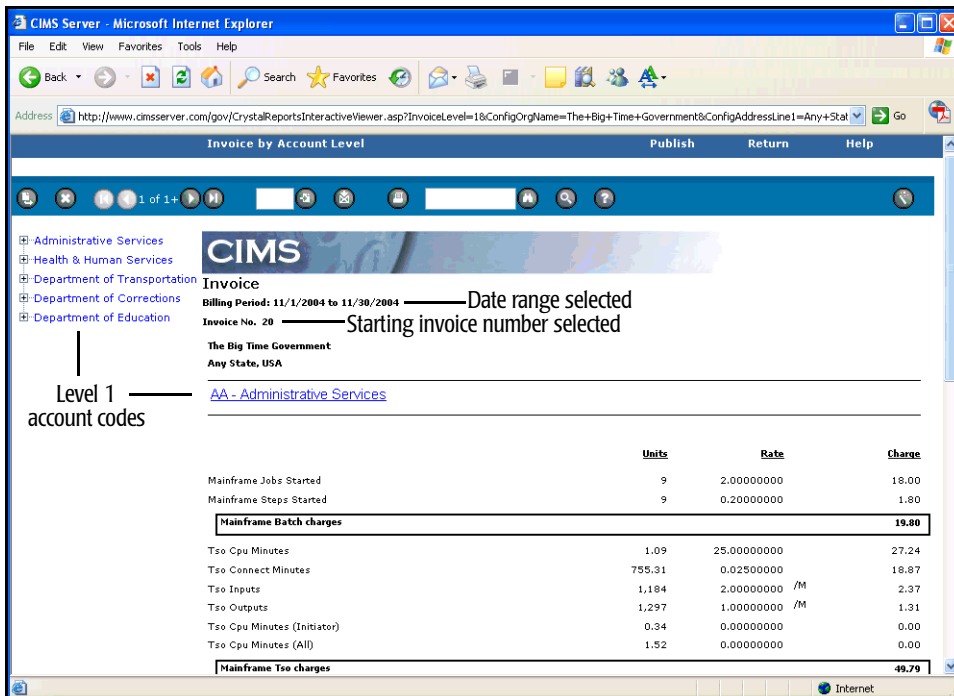 CIMS Server - Microsoft Internet Explorer
File Edit View Favorites Tools Help
Back Search Favorites
Address http://www.cimsserver.com/gov/CrystalReportsInteractiveViewer.asp?InvoiceLevel=1&ConfigOrgName=The+Big+Time+Government&ConfigAddressLine1=Any+Stat Go
Invoice by Account Level Publish Return Help
1 of 1+
Administrative Services
Health & Human Services
Department of Transportation
Department of Corrections
Department of Education
Level 1
account codes
CIMS
Invoice
Billing Period: 11/1/2004 to 11/30/2004 Date range selected
Invoice No. 20 Starting invoice number selected
The Big Time Government
Any State, USA
AA - Administrative Services
Units Rate Charge
Mainframe Jobs Started 9 2.00000000 18.00
Mainframe Steps Started 9 0.20000000 1.80
Mainframe Batch charges 19.80
Tso Cpu Minutes 1.09 25.00000000 27.24
Tso Connect Minutes 755.31 0.02500000 18.87
Tso Inputs 1,184 2.00000000 /M 2.37
Tso Outputs 1,297 1.00000000 /M 1.31
Tso Cpu Minutes (Initiator) 0.34 0.00000000 0.00
Tso Cpu Minutes (All) 1.52 0.00000000 0.00
Mainframe Tso charges 49.79
Internet